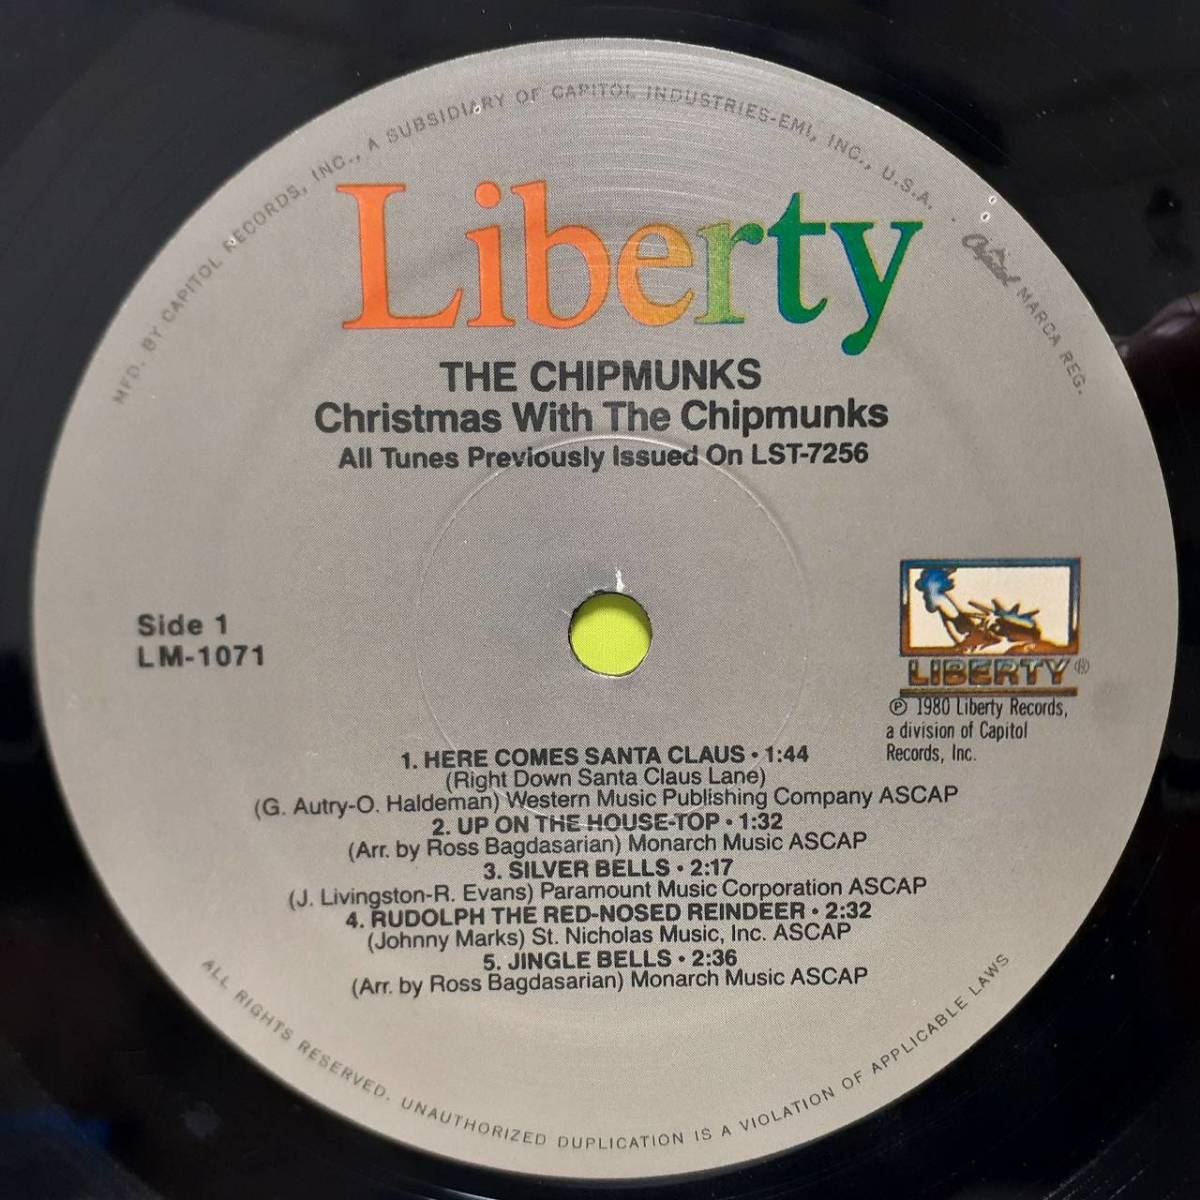 MFD. BY CAPITOL RECORDS, INC., A SUBSIDIARY OF CAPITOL INDUSTRIES-EMI, INC., U.S.A. · Capitol MARCA REG.
Liberty
THE CHIPMUNKS
Christmas With The Chipmunks
All Tunes Previously Issued On LST-7256
Side 1
LM-1071
LIBERTY®
℗ 1980 Liberty Records,
a division of Capitol
Records, Inc.
1. HERE COMES SANTA CLAUS • 1:44
(Right Down Santa Claus Lane)
(G. Autry-O. Haldeman) Western Music Publishing Company ASCAP
2. UP ON THE HOUSE-TOP • 1:32
(Arr. by Ross Bagdasarian) Monarch Music ASCAP
3. SILVER BELLS • 2:17
(J. Livingston-R. Evans) Paramount Music Corporation ASCAP
4. RUDOLPH THE RED-NOSED REINDEER • 2:32
(Johnny Marks) St. Nicholas Music, Inc. ASCAP
5. JINGLE BELLS • 2:36
(Arr. by Ross Bagdasarian) Monarch Music ASCAP
ALL RIGHTS RESERVED. UNAUTHORIZED DUPLICATION IS A VIOLATION OF APPLICABLE LAWS